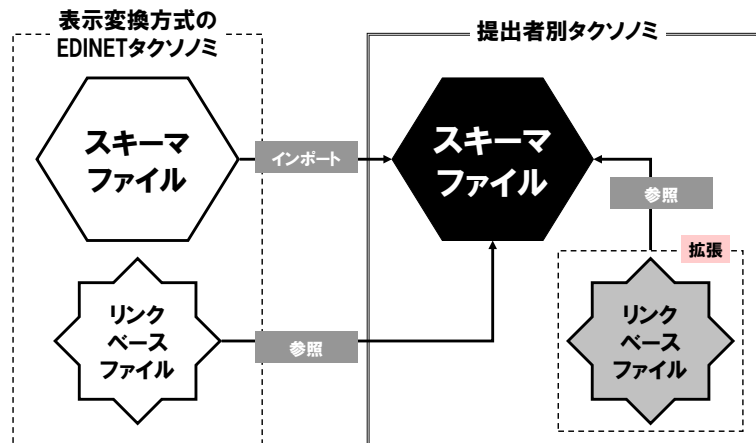 表示変換方式の
EDINETタクソノミ
提出者別タクソノミ
スキーマ
ファイル
インポート
スキーマ
ファイル
参照
拡張
リンク
ベース
ファイル
参照
リンク
ベース
ファイル